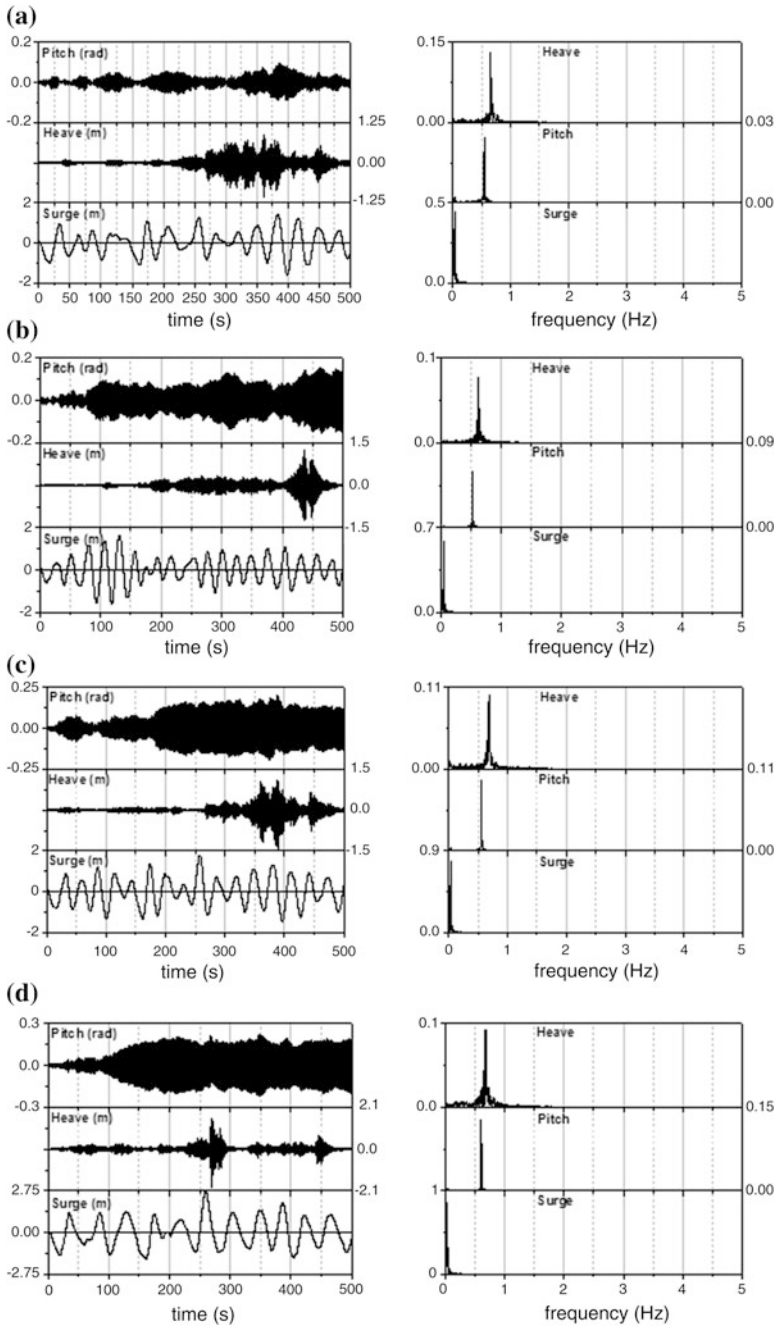 (a)
0.2
Pitch (rad)
0.0
-0.2
Heave (m)
1.25
0.00
-1.25
2
Surge (m)
0
-2
0 50 100 150 200 250 300 350 400 450 500
time (s)
0.15
Heave
0.00
0.03
Pitch
0.5
0.00
Surge
0.0
0 1 2 3 4 5
frequency (Hz)
(b)
0.2
Pitch (rad)
0.0
-0.2
Heave (m)
1.5
0.0
-1.5
2
Surge (m)
0
-2
0 100 200 300 400 500
time (s)
0.1
Heave
0.0
0.09
Pitch
0.7
0.00
Surge
0.0
0 1 2 3 4 5
frequency (Hz)
(c)
0.25
Pitch (rad)
0.00
-0.25
Heave (m)
1.5
0.0
-1.5
2
Surge (m)
0
-2
0 100 200 300 400 500
time (s)
0.11
Heave
0.00
0.11
Pitch
0.9
0.00
Surge
0.0
0 1 2 3 4 5
frequency (Hz)
(d)
0.3
Pitch (rad)
0.0
-0.3
Heave (m)
2.1
0.0
-2.1
2.75
Surge (m)
0.00
-2.75
0 100 200 300 400 500
time (s)
0.1
Heave
0.0
0.15
Pitch
1
0.00
Surge
0
0 1 2 3 4 5
frequency (Hz)